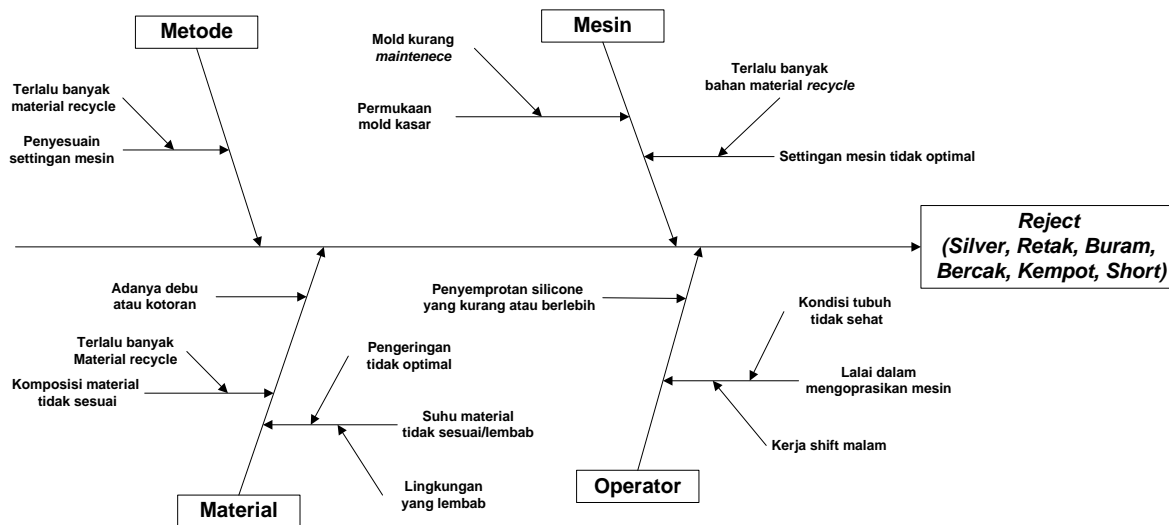 Metode
Mesin
Mold kurang
maintenece
Terlalu banyak
bahan material recycle
Terlalu banyak
material recycle
Permukaan
mold kasar
Penyesuain
settingan mesin
Settingan mesin tidak optimal
Reject
(Silver, Retak, Buram,
Bercak, Kempot, Short)
Adanya debu
atau kotoran
Penyemprotan silicone
yang kurang atau berlebih
Kondisi tubuh
tidak sehat
Terlalu banyak
Material recycle
Pengeringan
tidak optimal
Komposisi material
tidak sesuai
Lalai dalam
mengoprasikan mesin
Suhu material
tidak sesuai/lembab
Kerja shift malam
Lingkungan
yang lembab
Operator
Material